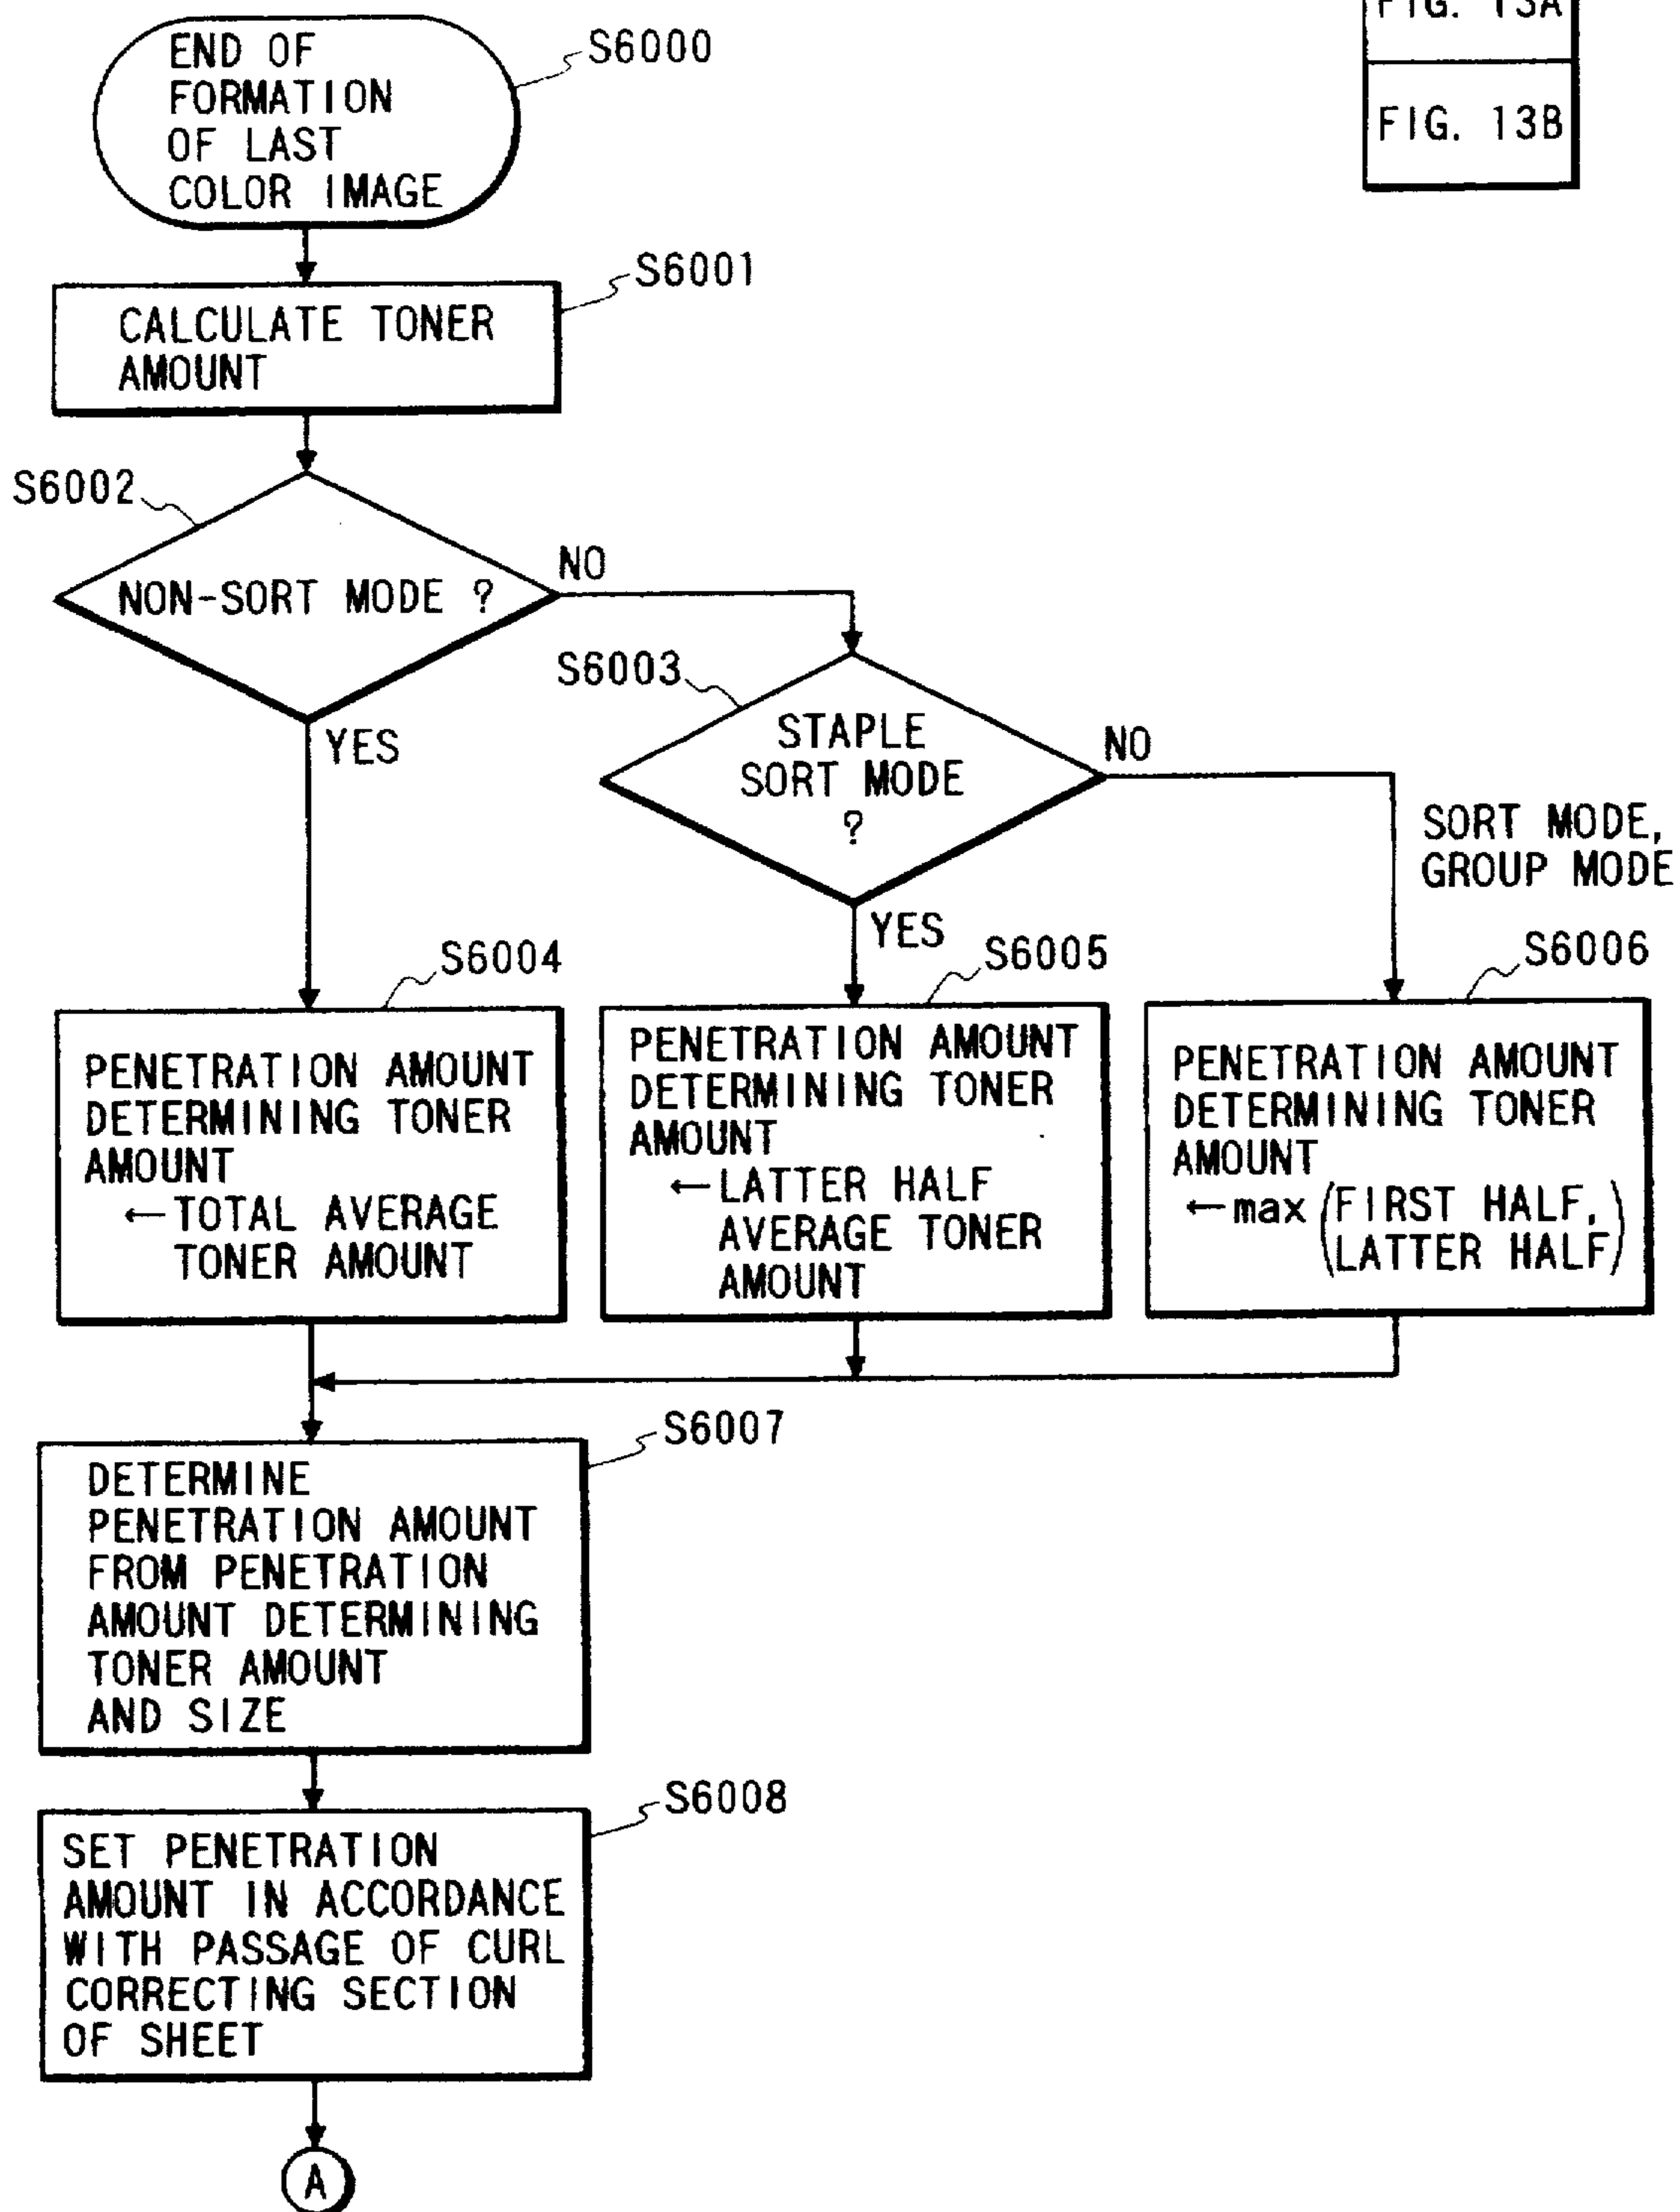 FIG. 13A
FIG. 13B
END OF
FORMATION
OF LAST
COLOR IMAGE
S6000
S6001
CALCULATE TONER
AMOUNT
S6002
NON-SORT MODE ?
NO
YES
S6003
STAPLE
SORT MODE
?
NO
YES
SORT MODE,
GROUP MODE
S6004
PENETRATION AMOUNT
DETERMINING TONER
AMOUNT
←TOTAL AVERAGE
TONER AMOUNT
S6005
PENETRATION AMOUNT
DETERMINING TONER
AMOUNT
←LATTER HALF
AVERAGE TONER
AMOUNT
S6006
PENETRATION AMOUNT
DETERMINING TONER
AMOUNT
←max(FIRST HALF,
LATTER HALF)
S6007
DETERMINE
PENETRATION AMOUNT
FROM PENETRATION
AMOUNT DETERMINING
TONER AMOUNT
AND SIZE
S6008
SET PENETRATION
AMOUNT IN ACCORDANCE
WITH PASSAGE OF CURL
CORRECTING SECTION
OF SHEET
A